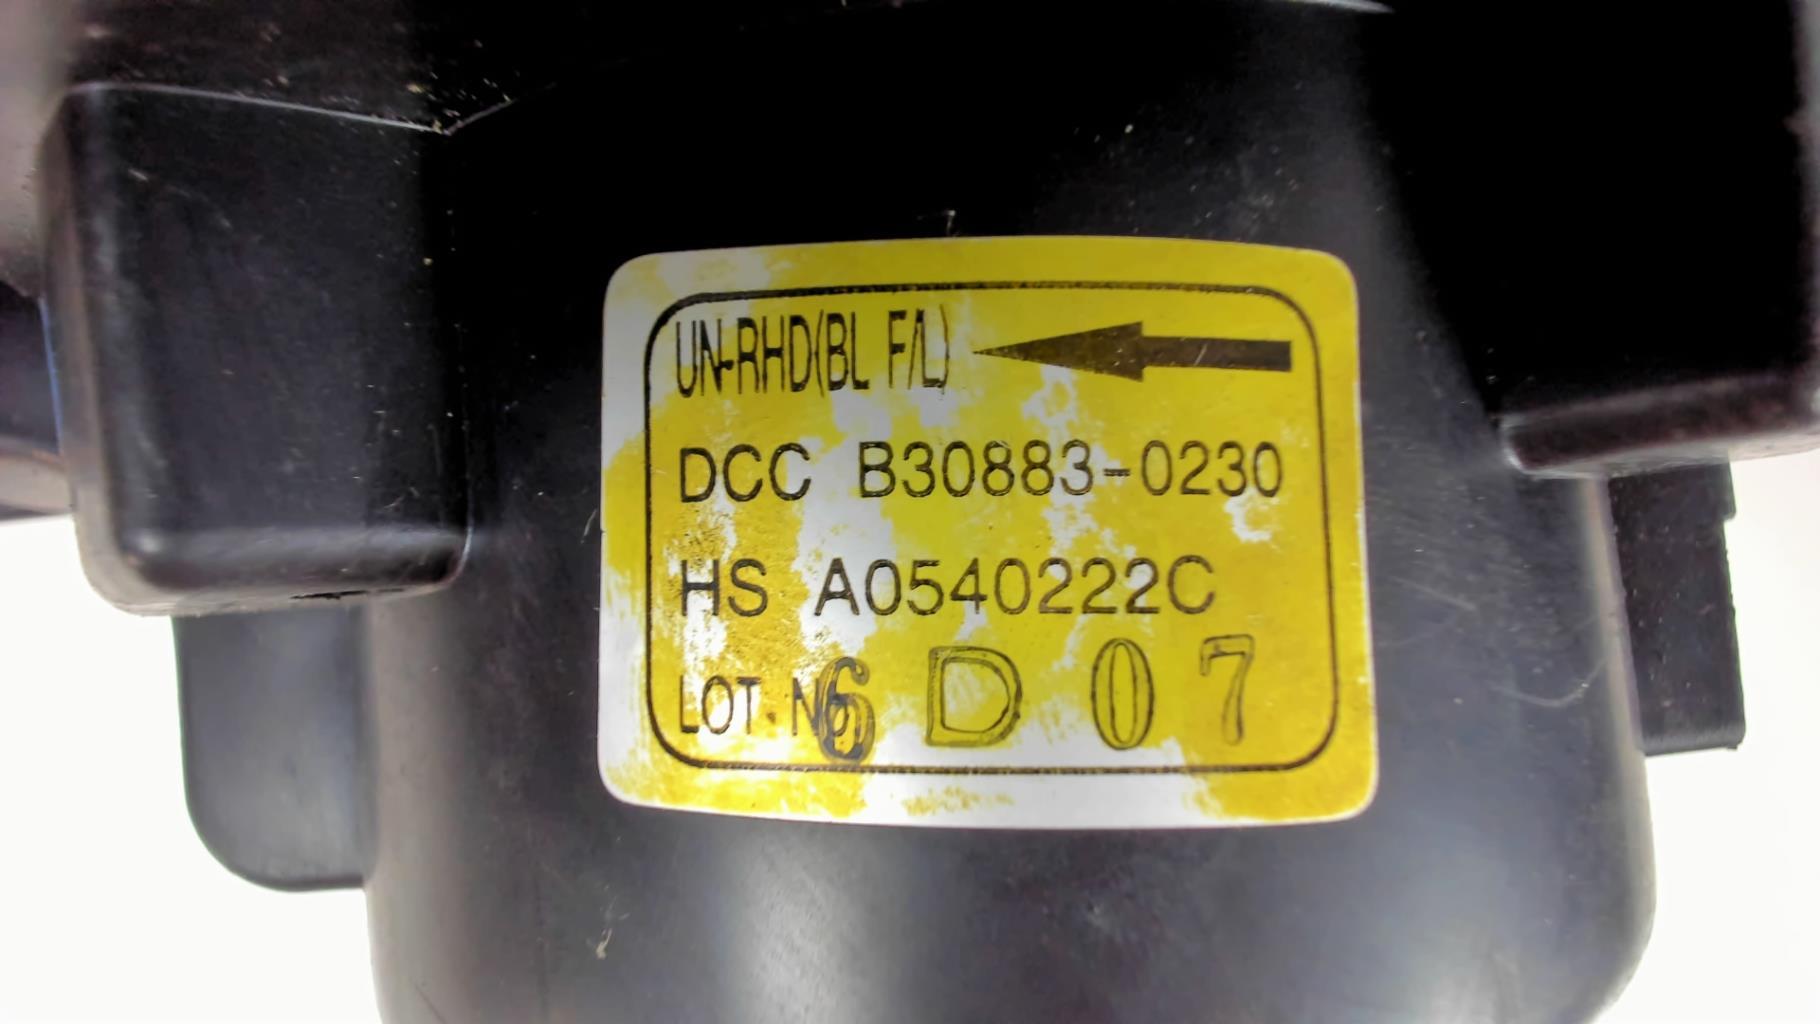 UN-RHD(BL F/L)
DCC B30883-0230
HS A0540222C
LOT. No 6 D 0 7